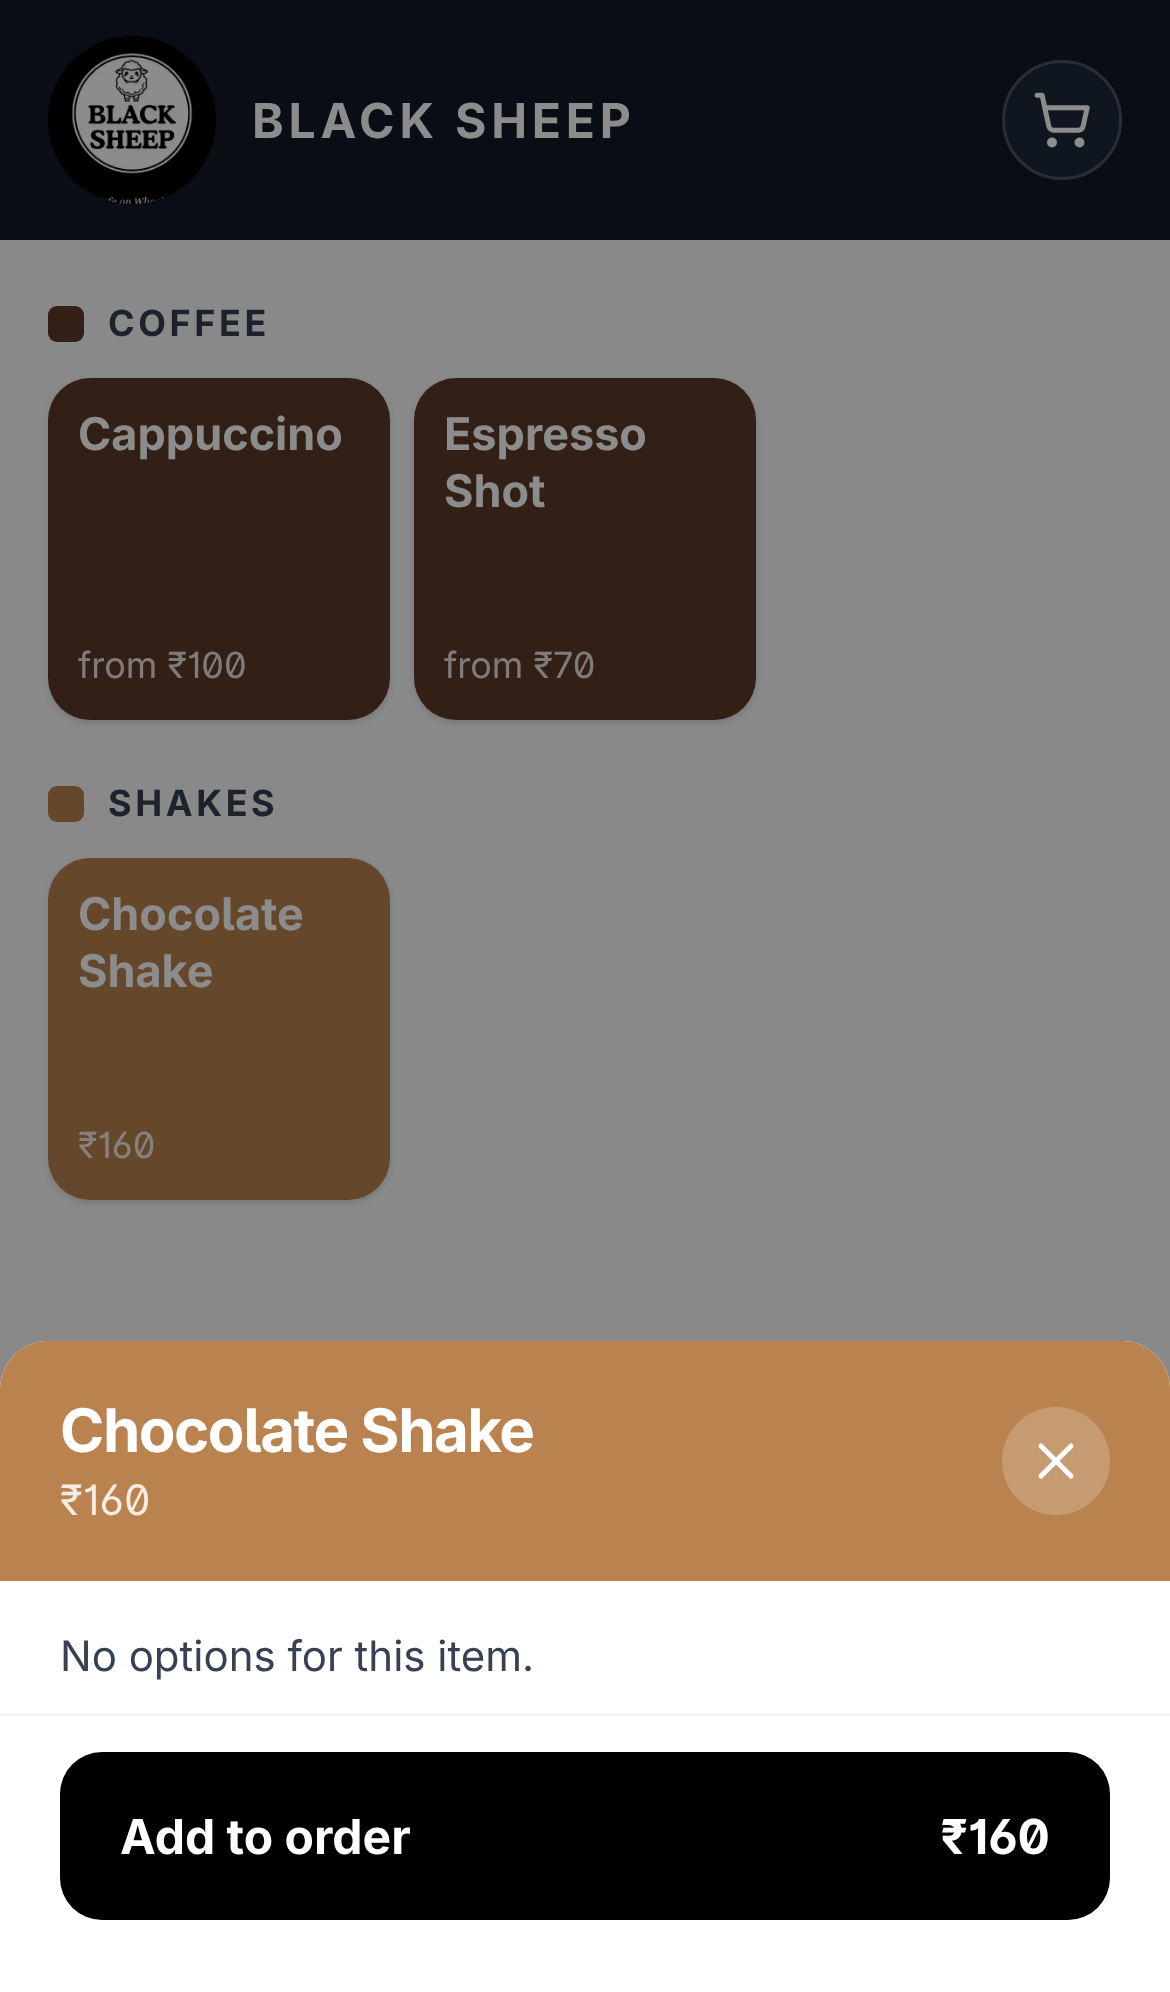 BLACK
SHEEP
BLACK SHEEP
COFFEE
Cappuccino
from ₹100
Espresso
Shot
from ₹70
SHAKES
Chocolate
Shake
₹160
Chocolate Shake
₹160
No options for this item.
Add to order ₹160